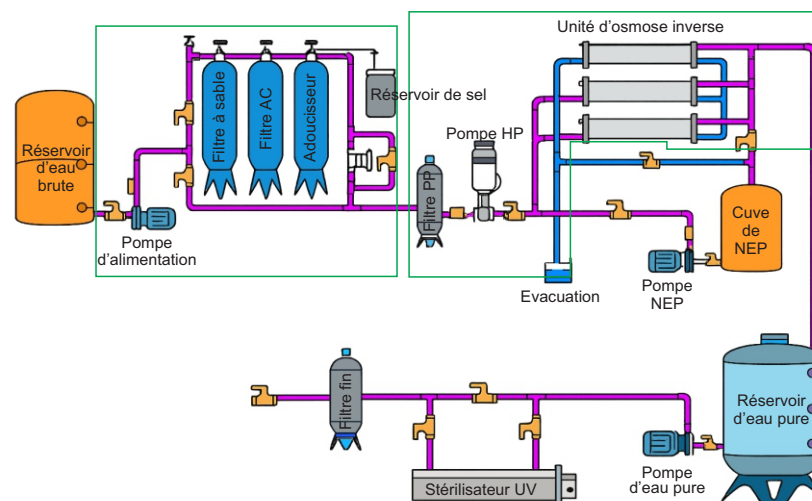 Unité d'osmose inverse
Réservoir de sel
Filtre à sable
Filtre AC
Adoucisseur
Réservoir
d'eau
brute
Pompe HP
Filtre PP
Pompe
d'alimentation
Cuve
de
NEP
Pompe
NEP
Evacuation
Filtre fin
Réservoir
d'eau pure
Stérilisateur UV
Pompe
d'eau pure